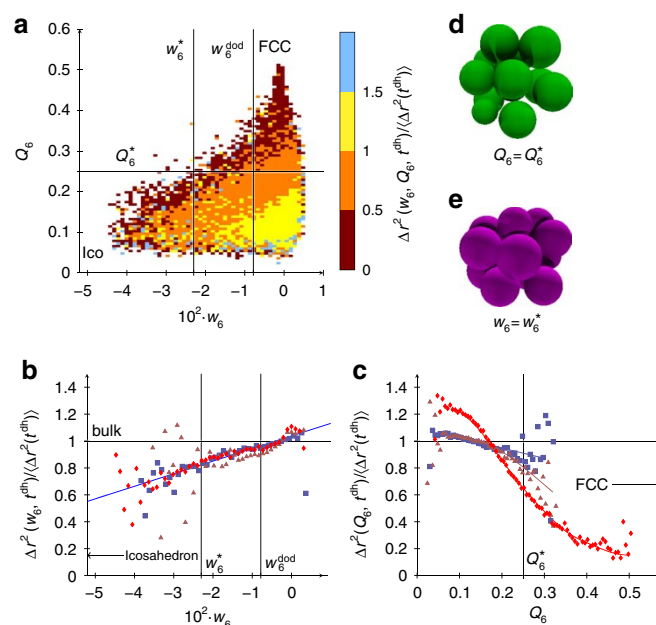 a
w₆*
w₆ᵈᵒᵈ
FCC
0.6
0.5
0.4
0.3
0.2
0.1
0
Q₆
Q₆*
Ico
−5
−4
−3
−2
−1
0
1
10²·w₆
1.5
1
0.5
0
Δr²(w₆, Q₆, tᵈʰ)/⟨Δr²(tᵈʰ)⟩
d
Q₆=Q₆*
e
w₆=w₆*
b
1.4
1.2
1
0.8
0.6
0.4
0.2
0
Δr²(w₆, tᵈʰ)/⟨Δr²(tᵈʰ)⟩
bulk
Icosahedron
w₆*
w₆ᵈᵒᵈ
−5
−4
−3
−2
−1
0
10²·w₆
c
1.4
1.2
1
0.8
0.6
0.4
0.2
0
Δr²(Q₆, tᵈʰ)/⟨Δr²(tᵈʰ)⟩
FCC
Q₆*
0
0.1
0.2
0.3
0.4
0.5
Q₆